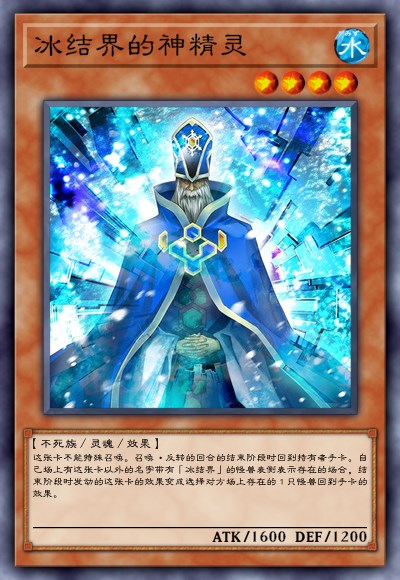 冰结界的神精灵
水
【不死族／灵魂／效果】
这张卡不能特殊召唤。召唤·反转的回合的结束阶段时回到持有者手卡。自
己场上有这张卡以外的名字带有「冰结界」的怪兽表侧表示存在的场合。结
束阶段时发动的这张卡的效果变成选择对方场上存在的1只怪兽回到手卡的
效果。
ATK/1600 DEF/1200